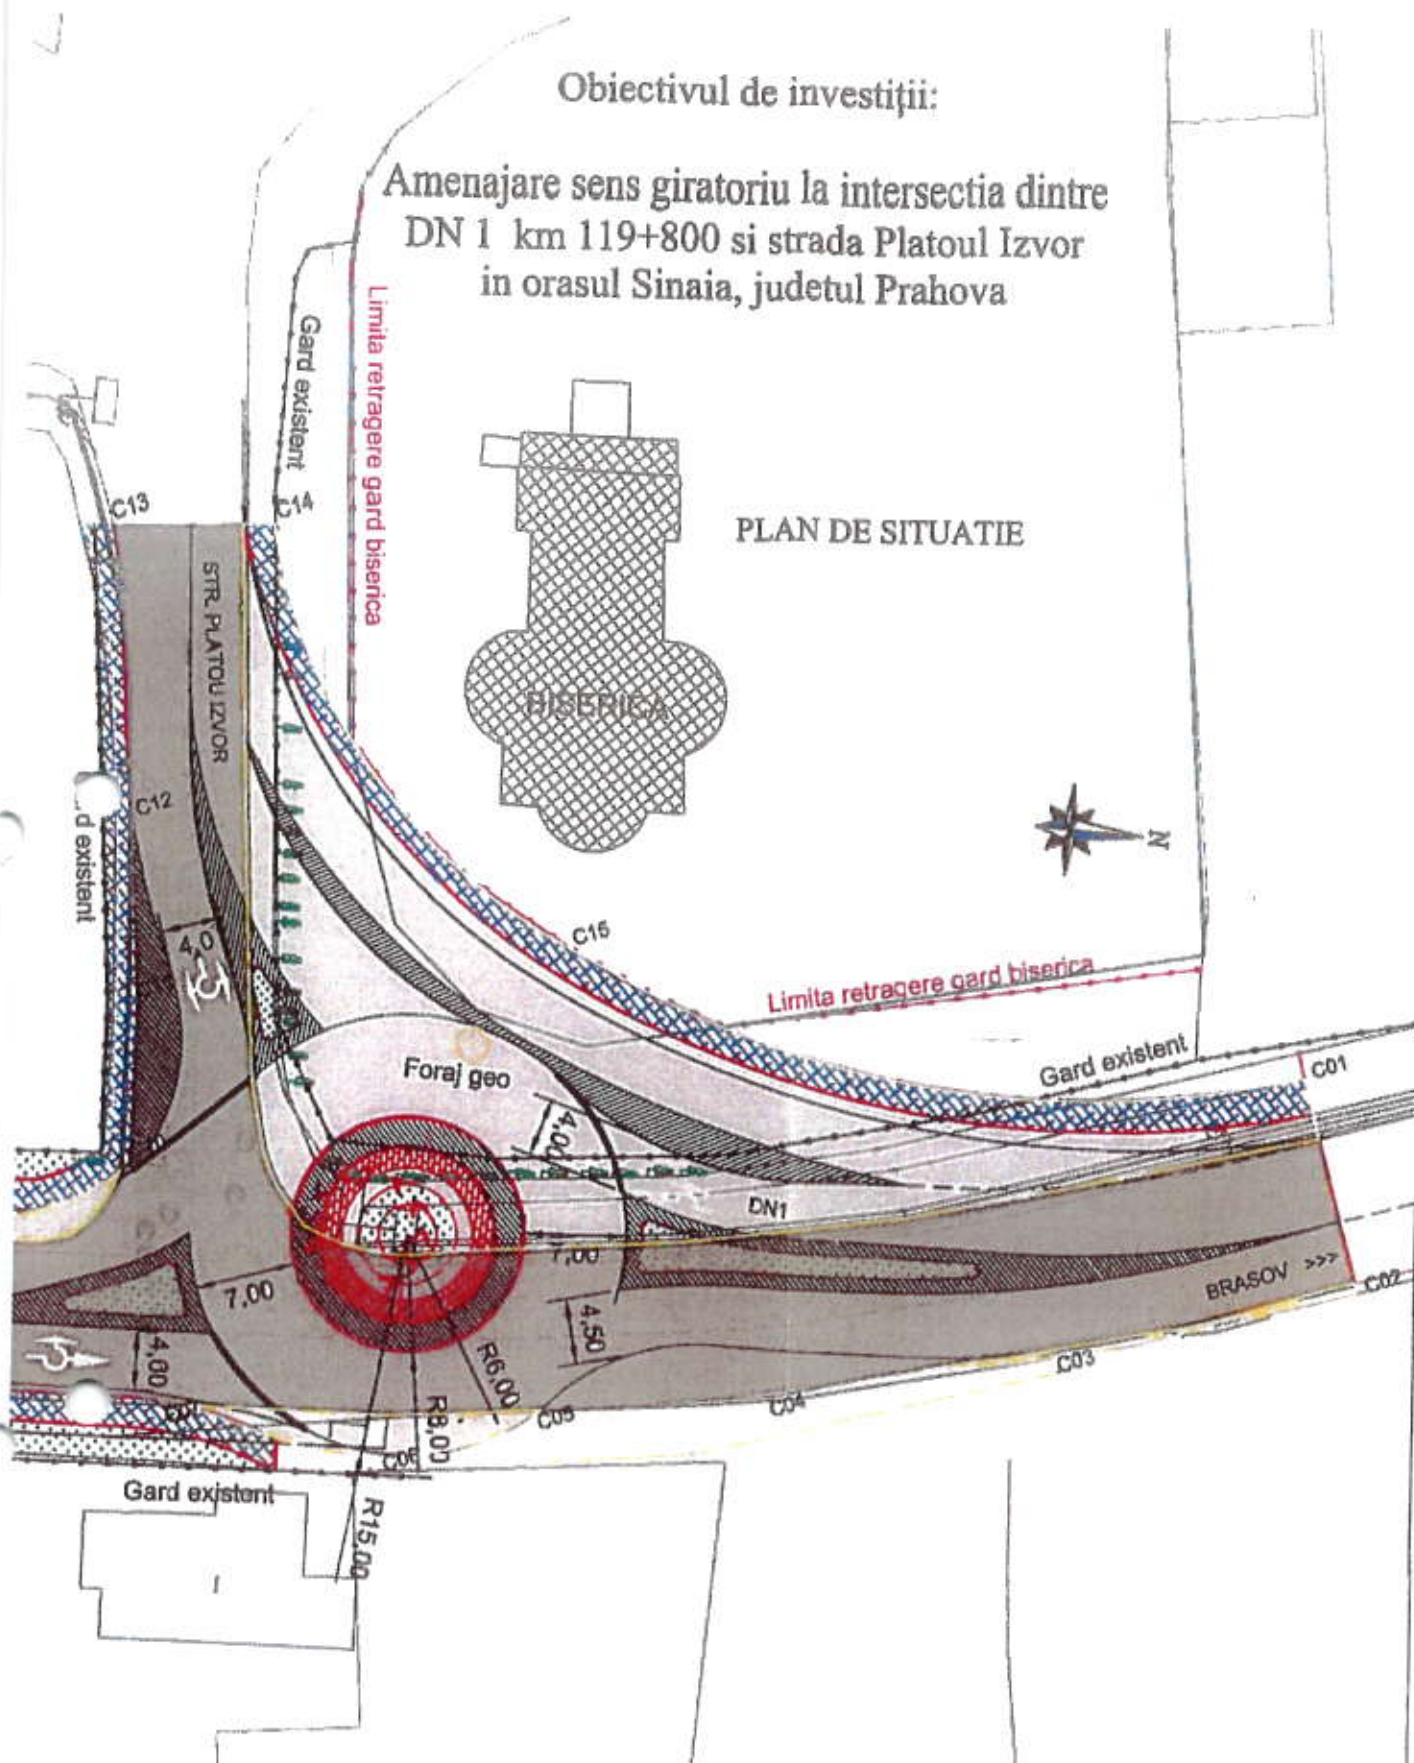 Obiectivul de investiții:
Amenajare sens giratoriu la intersectia dintre
DN 1 km 119+800 si strada Platoul Izvor
in orasul Sinaia, judetul Prahova
Limita retragere gard biserica
Gard existent
C13
C14
PLAN DE SITUATIE
STR. PLATOU IZVOR
BISERICA
C12
d existent
N
4,0
C15
Limita retragere gard biserica
Gard existent
C01
Foraj geo
4,00
DN1
7,00
BRASOV >>>
C02
7,00
4,50
4,00
R6,00
C03
C04
C05
R8,00
C06
Gard existent
R15,00